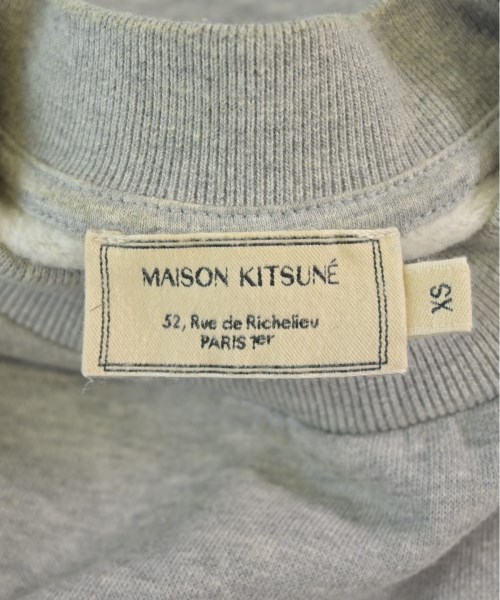 MAISON KITSUNÉ
52, Rue de Richelieu
PARIS 1er
XS